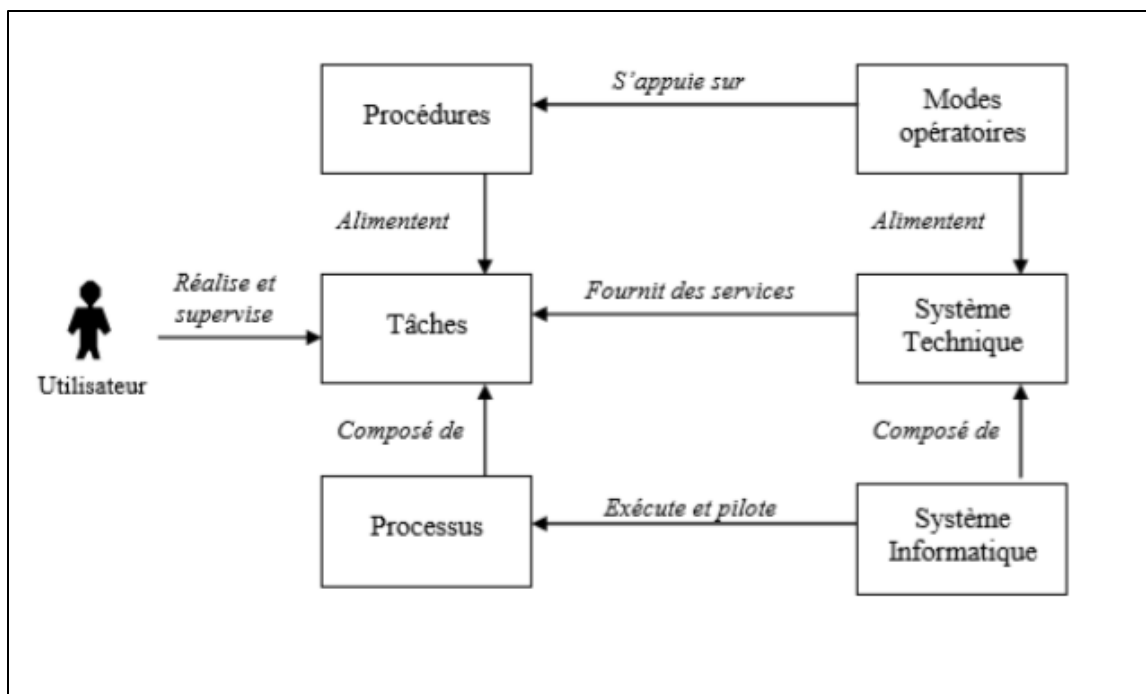 S'appuie sur
Procédures
Modes
opératoires
Alimentent
Alimentent
Réalise et
supervise
Utilisateur
Tâches
Fournit des services
Système
Technique
Composé de
Composé de
Processus
Exécute et pilote
Système
Informatique